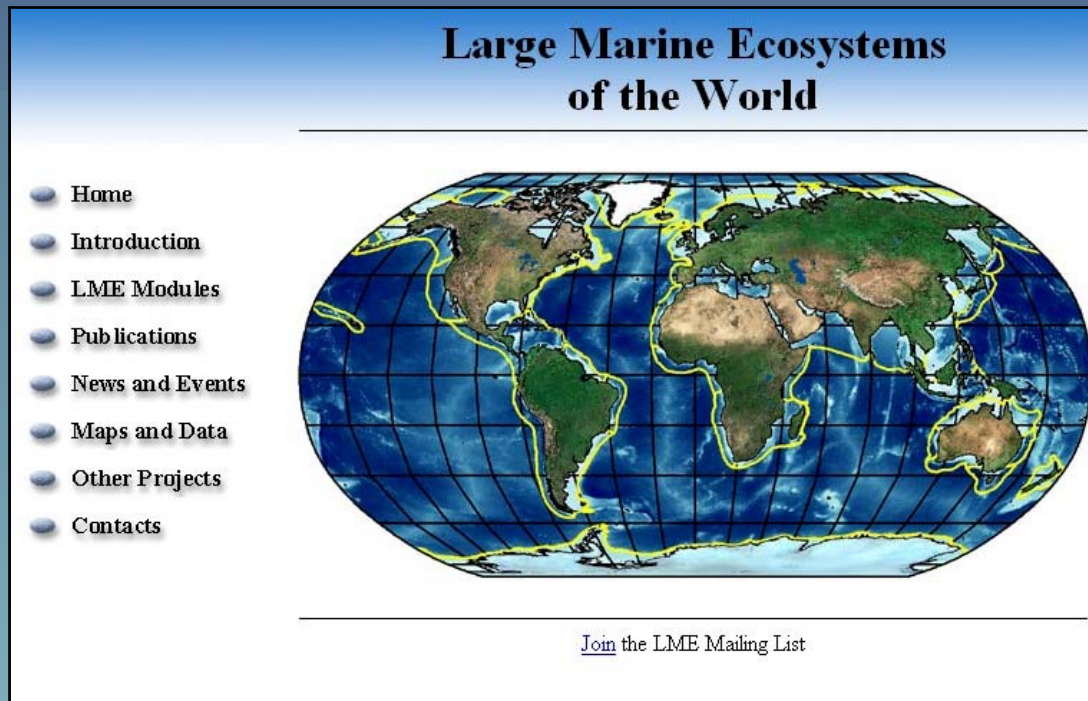 Large Marine Ecosystems
of the World
Home
Introduction
LME Modules
Publications
News and Events
Maps and Data
Other Projects
Contacts
Join the LME Mailing List